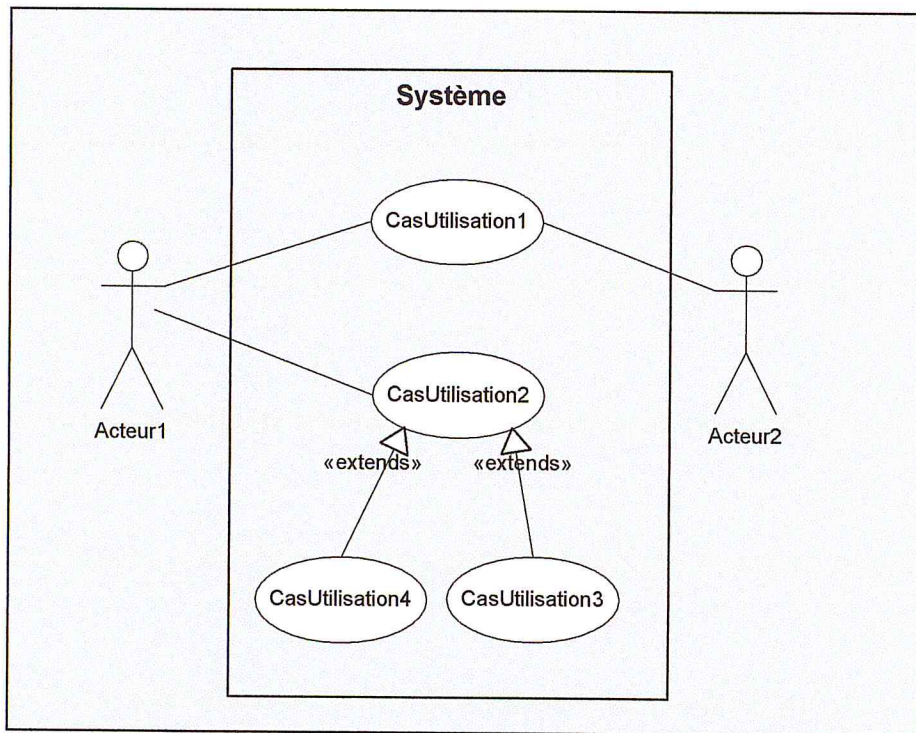 Système
CasUtilisation1
CasUtilisation2
Acteur1
Acteur2
«extends»
«extends»
CasUtilisation4
CasUtilisation3